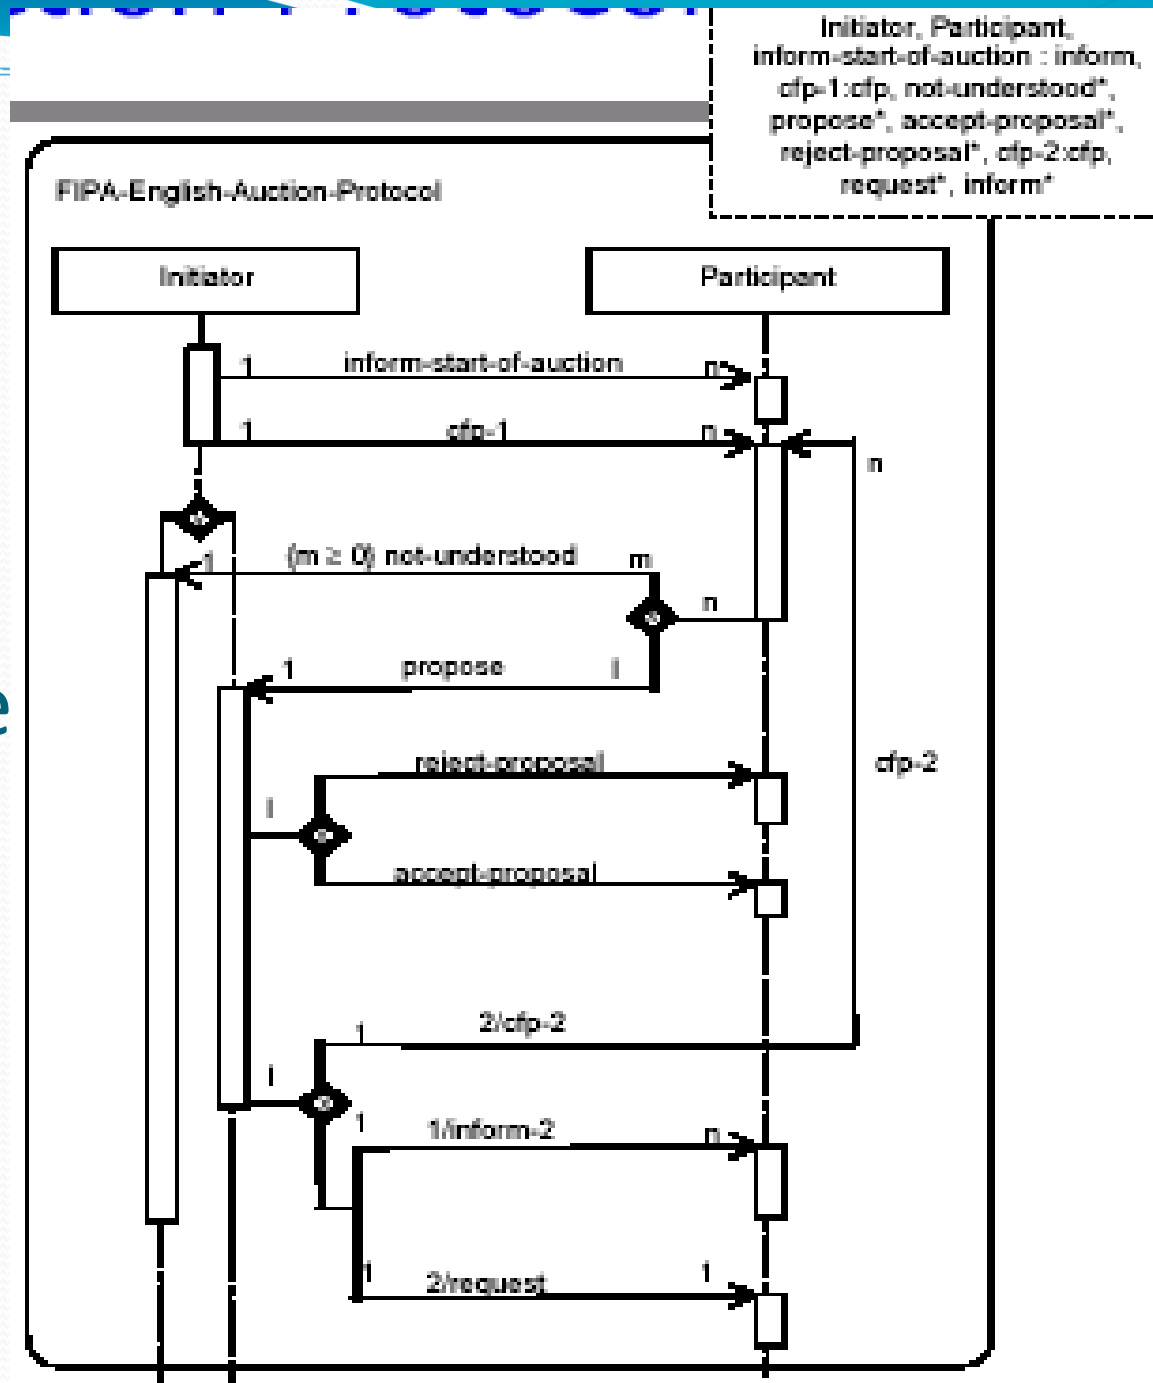 Initiator, Participant,
inform-start-of-auction : inform,
cfp-1:cfp, not-understood*,
propose*, accept-proposal*,
reject-proposal*, cfp-2:cfp,
request*, inform*
FIPA-English-Auction-Protocol
Initiator
Participant
1 inform-start-of-auction n
1 cfp-1 n
n
x
1 {m ≥ 0} not-understood m
x n
1 propose l
reject-proposal
cfp-2
l
x
accept-proposal
1 2/cfp-2
l
x
1 1/inform-2 n
1 2/request 1